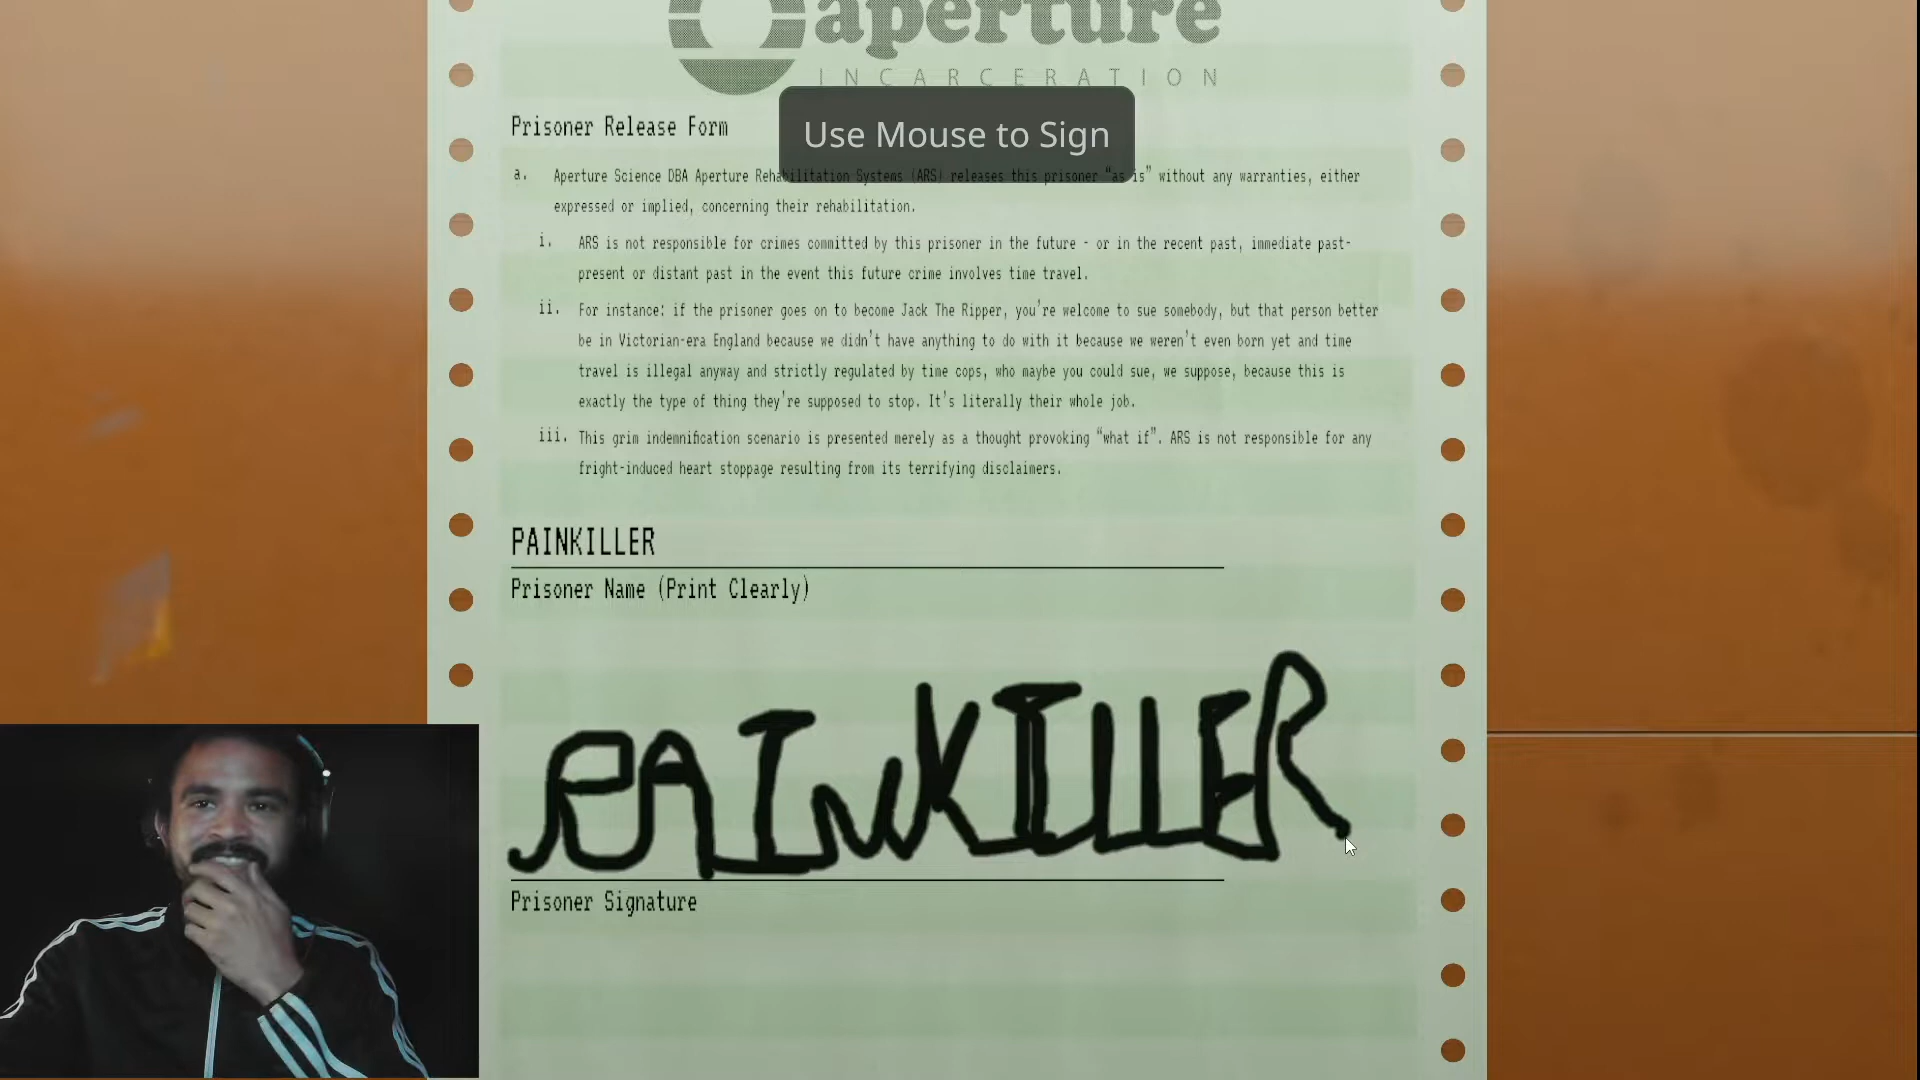 aperture
INCARCERATION
Use Mouse to Sign
Prisoner Release Form
a. Aperture Science DBA Aperture Rehabilitation Systems (ARS) releases this prisoner “as is” without any warranties, either
expressed or implied, concerning their rehabilitation.
i. ARS is not responsible for crimes committed by this prisoner in the future - or in the recent past, immediate past-
present or distant past in the event this future crime involves time travel.
ii. For instance: if the prisoner goes on to become Jack The Ripper, you're welcome to sue somebody, but that person better
be in Victorian-era England because we didn't have anything to do with it because we weren't even born yet and time
travel is illegal anyway and strictly regulated by time cops, who maybe you could sue, we suppose, because this is
exactly the type of thing they're supposed to stop. It's literally their whole job.
iii. This grim indemnification scenario is presented merely as a thought provoking “what if”. ARS is not responsible for any
fright-induced heart stoppage resulting from its terrifying disclaimers.
PAINKILLER
Prisoner Name (Print Clearly)
PAINKILLER
Prisoner Signature